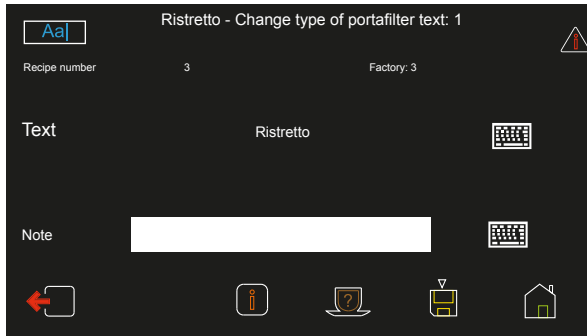 Aa
Ristretto - Change type of portafilter text: 1
Recipe number 3 Factory: 3
Text Ristretto
Note
i
?